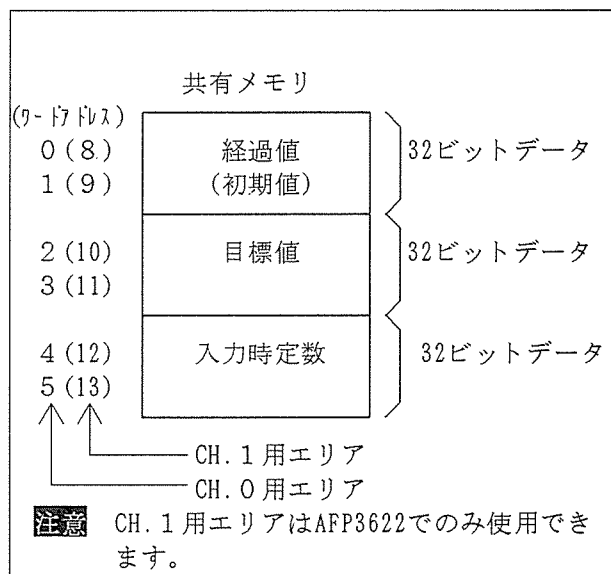 共有メモリ
(ワードアドレス)
0(8) 経過値 32ビットデータ
1(9) (初期値)
2(10) 目標値 32ビットデータ
3(11)
4(12) 入力時定数 32ビットデータ
5(13)
CH.1用エリア
CH.0用エリア
注意 CH.1用エリアはAFP3622でのみ使用でき
ます。